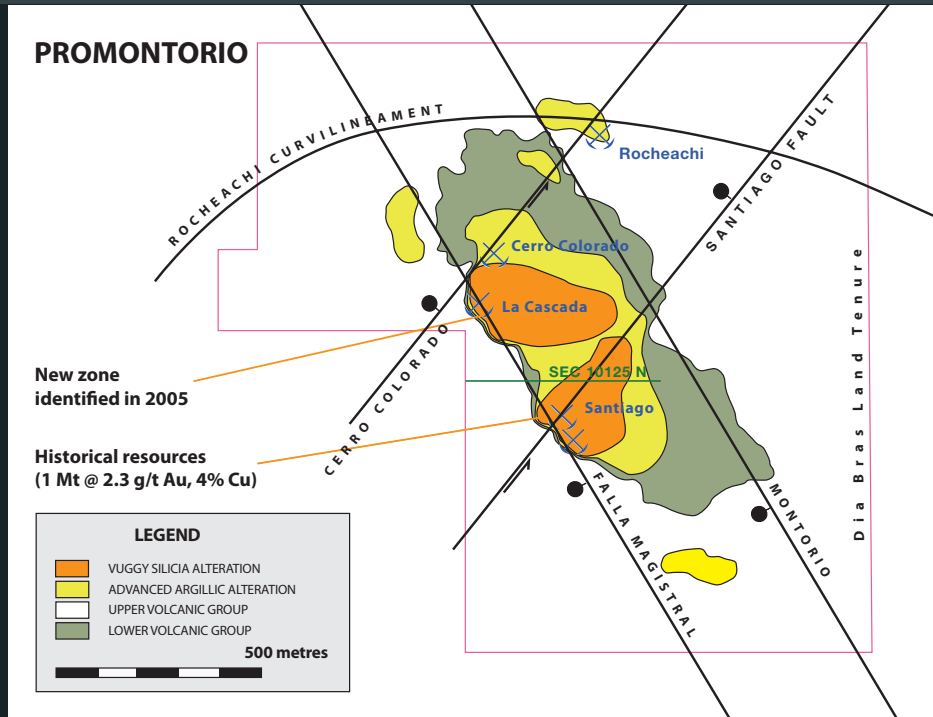 PROMONTORIO
ROCHEACHI CURVILINEAMENT
Rocheachi
SANTIAGO FAULT
Cerro Colorado
La Cascada
Dia Bras Land Tenure
New zone
identified in 2005
CERRO COLORADO
SEC 10125 N
Santiago
Historical resources
(1 Mt @ 2.3 g/t Au, 4% Cu)
FALLA MAGISTRAL
MONTORIO
LEGEND
VUGGY SILICIA ALTERATION
ADVANCED ARGILLIC ALTERATION
UPPER VOLCANIC GROUP
LOWER VOLCANIC GROUP
500 metres